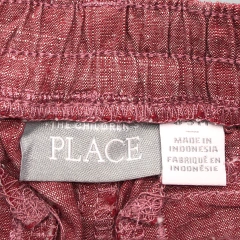 THE CHILDREN'S
PLACE
MADE IN
INDONESIA
FABRIQUÉ EN
INDONÉSIE